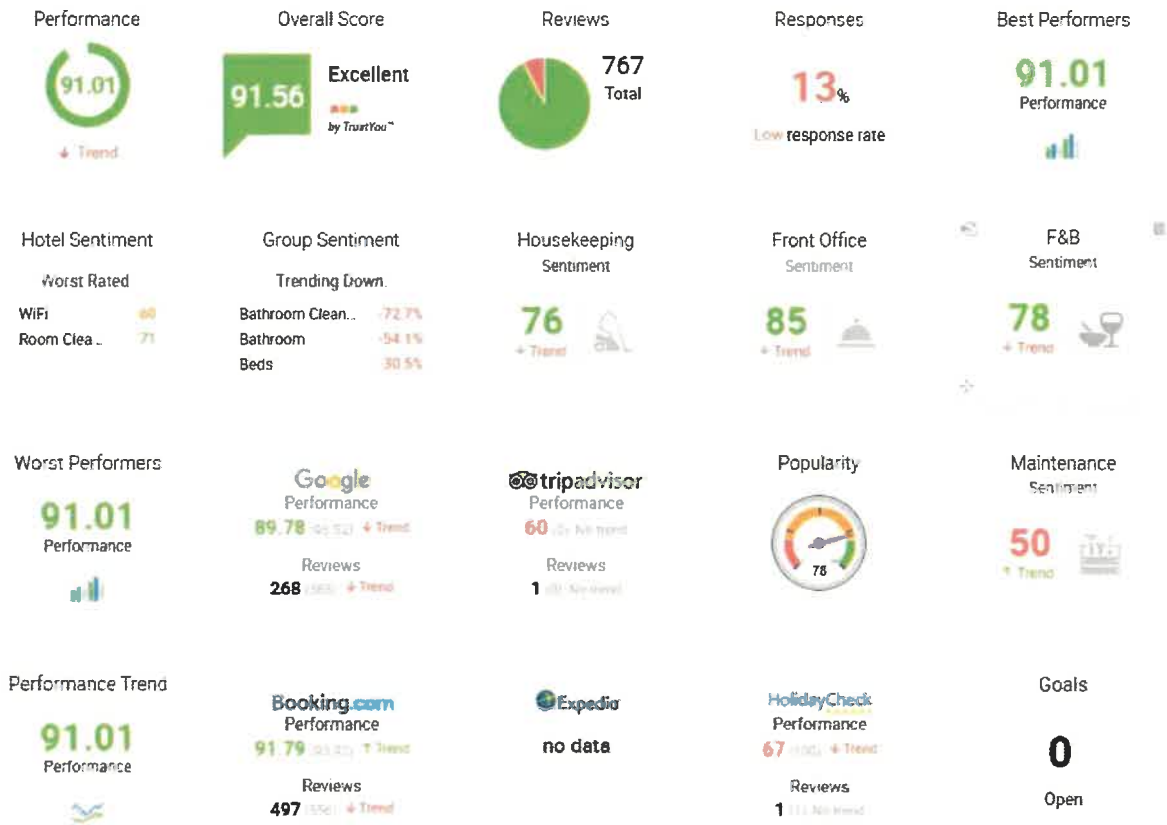 Performance
91.01
↓ Trend
Overall Score
91.56
Excellent
by TrustYou™
Reviews
767
Total
Responses
13%
Low response rate
Best Performers
91.01
Performance
Hotel Sentiment
Worst Rated
WiFi 60
Room Clea.. 71
Group Sentiment
Trending Down.
Bathroom Clean... -72.7%
Bathroom -54.1%
Beds -30.5%
Housekeeping
Sentiment
76
↓ Trend
Front Office
Sentiment
85
↓ Trend
F&B
Sentiment
78
↓ Trend
Worst Performers
91.01
Performance
Google
Performance
89.78 ↓ Trend
Reviews
268 ↓ Trend
tripadvisor
Performance
60 (0) No trend
Reviews
1 (0) No trend
Popularity
78
Maintenance
Sentiment
50
↑ Trend
Performance Trend
91.01
Performance
Booking.com
Performance
91.79 ↑ Trend
Reviews
497 ↓ Trend
Expedia
no data
HolidayCheck
Performance
67 (100) ↓ Trend
Reviews
1 (1) No trend
Goals
0
Open